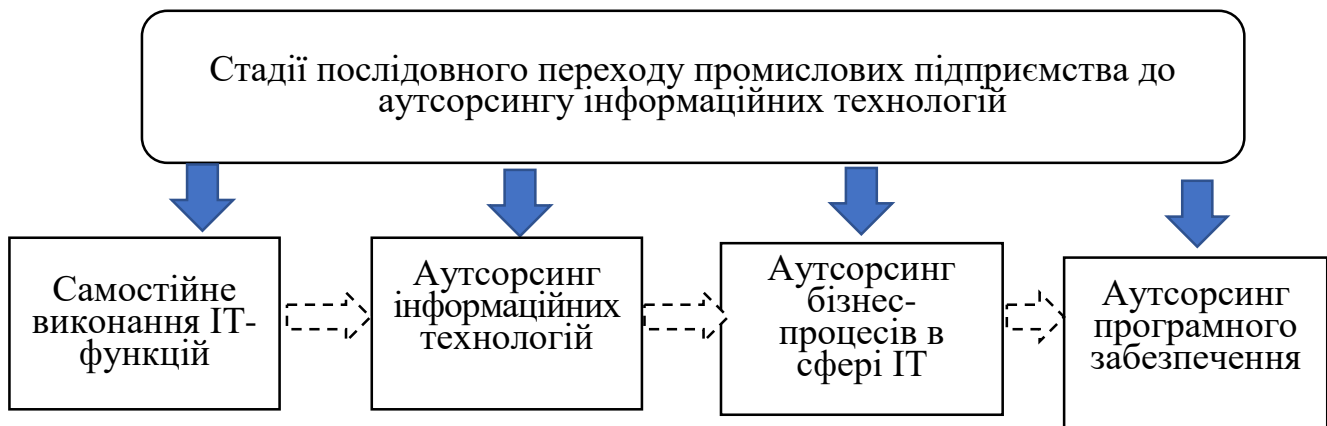 Стадії послідовного переходу промислових підприємства до
аутсорсингу інформаційних технологій
Самостійне
виконання ІТ-
функцій
Аутсорсинг
інформаційних
технологій
Аутсорсинг
бізнес-
процесів в
сфері ІТ
Аутсорсинг
програмного
забезпечення